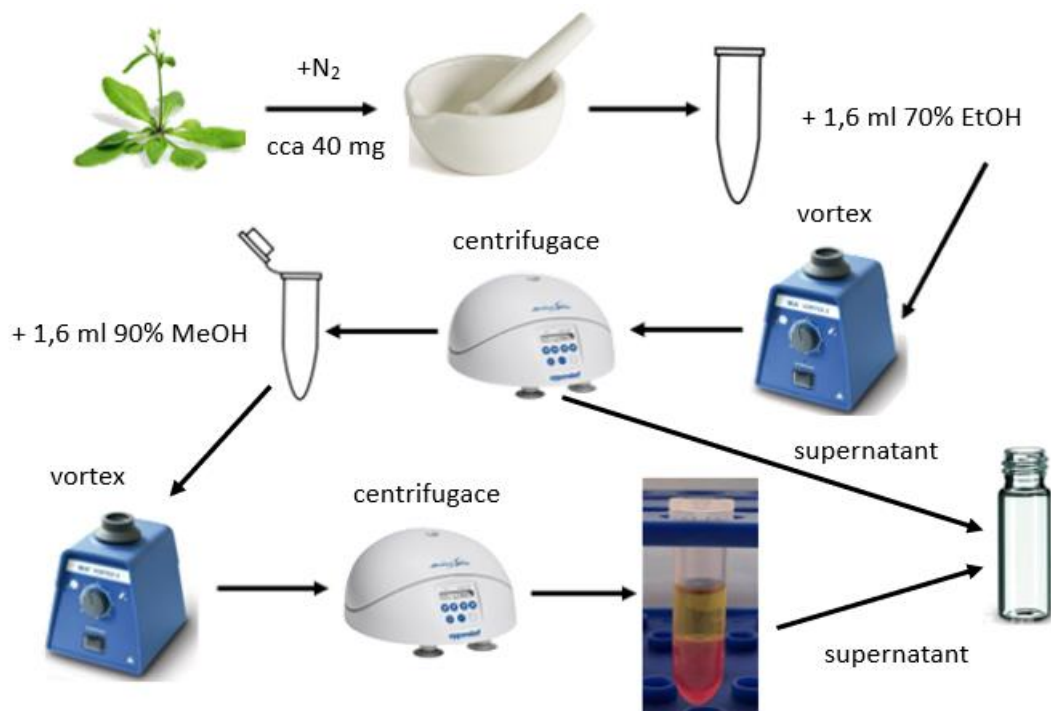 +N₂
cca 40 mg
+ 1,6 ml 70% EtOH
vortex
centrifugace
+ 1,6 ml 90% MeOH
supernatant
vortex
centrifugace
supernatant